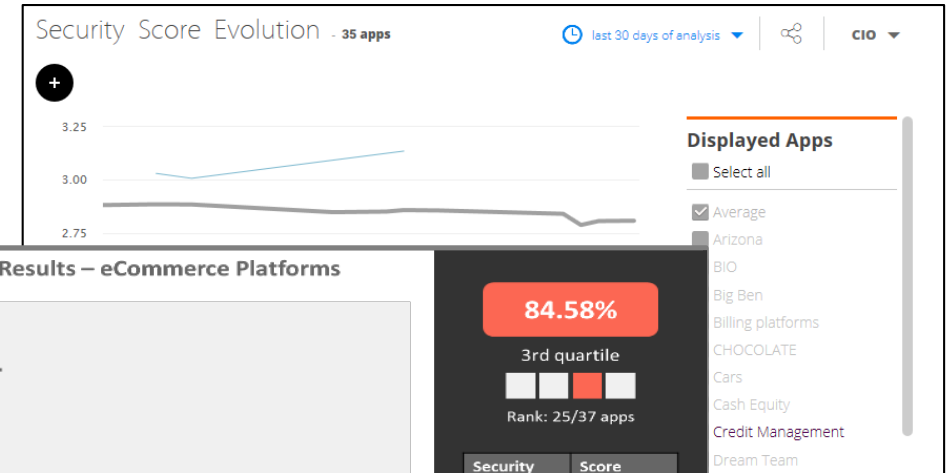 Security Score Evolution - 35 apps
last 30 days of analysis
CIO
+
3.25
3.00
2.75
Displayed Apps
Select all
Average
Arizona
BIO
Big Ben
Billing platforms
CHOCOLATE
Cars
Cash Equity
Credit Management
Dream Team
Results – eCommerce Platforms
84.58%
3rd quartile
Rank: 25/37 apps
Security Score